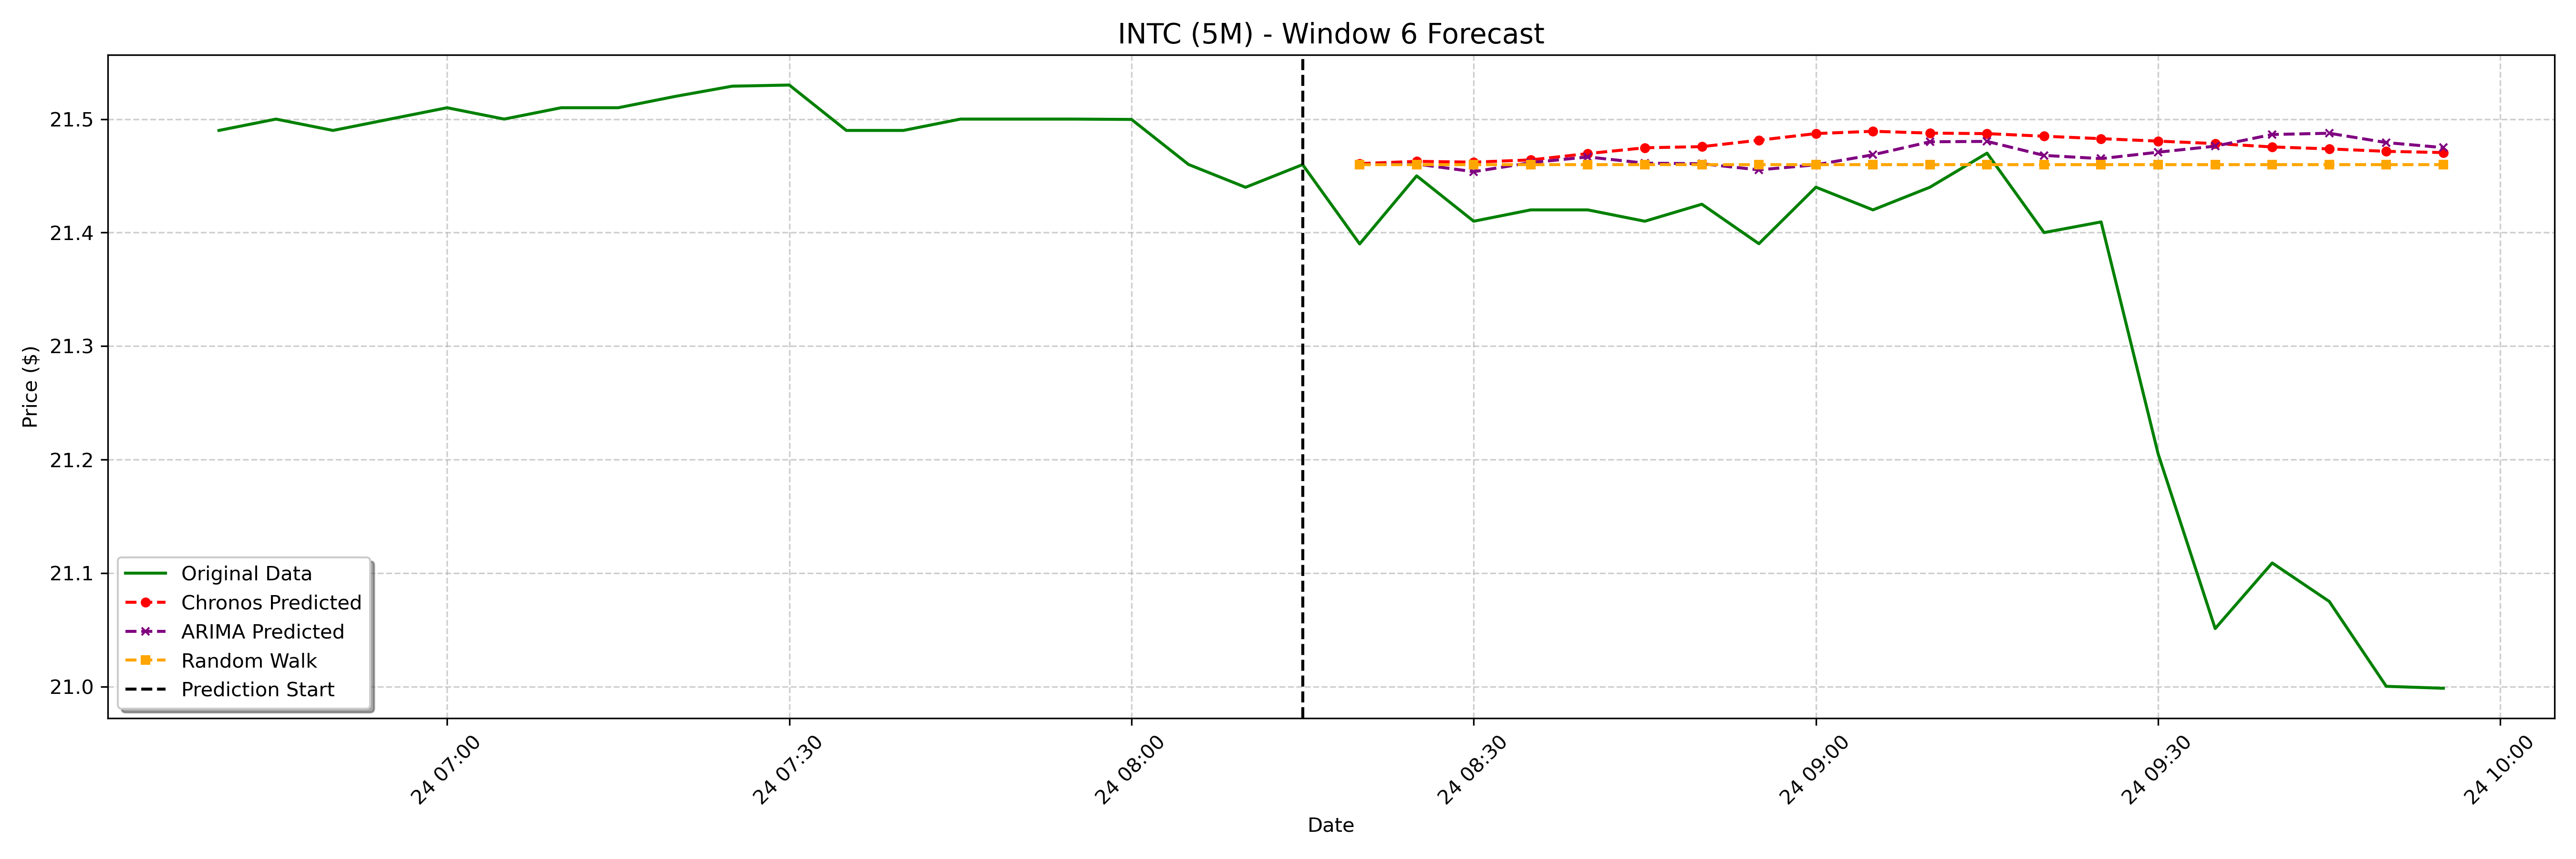 INTC (5M) - Window 6 Forecast
Price ($)
21.5
21.4
21.3
21.2
21.1
21.0
Original Data
Chronos Predicted
ARIMA Predicted
Random Walk
Prediction Start
24 07:00
24 07:30
24 08:00
24 08:30
24 09:00
24 09:30
24 10:00
Date